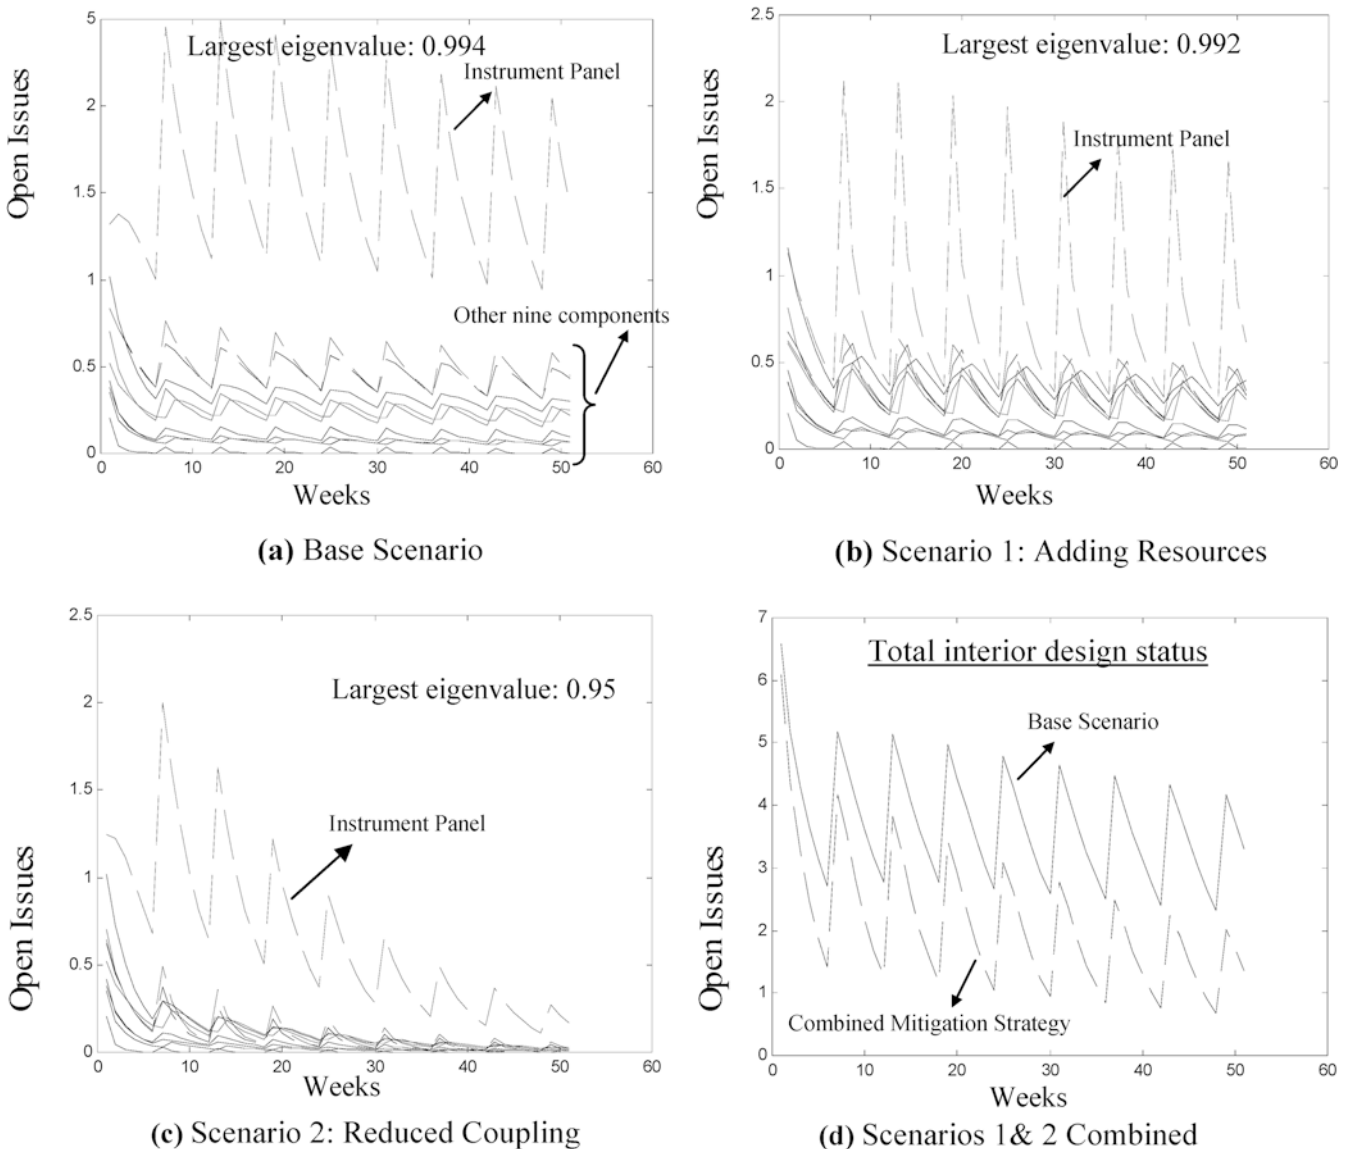 5
Largest eigenvalue: 0.994
Instrument Panel
2
1.5
1
Other nine components
0.5
0
0 10 20 30 40 50 60
Open Issues
Weeks
(a) Base Scenario
2.5
Largest eigenvalue: 0.992
2
Instrument Panel
1.5
1
0.5
0
0 10 20 30 40 50 60
Open Issues
Weeks
(b) Scenario 1: Adding Resources
2.5
Largest eigenvalue: 0.95
2
1.5
Instrument Panel
1
0.5
0
0 10 20 30 40 50 60
Open Issues
Weeks
(c) Scenario 2: Reduced Coupling
7
Total interior design status
6
Base Scenario
5
4
3
2
1
Combined Mitigation Strategy
0
0 10 20 30 40 50 60
Open Issues
Weeks
(d) Scenarios 1& 2 Combined